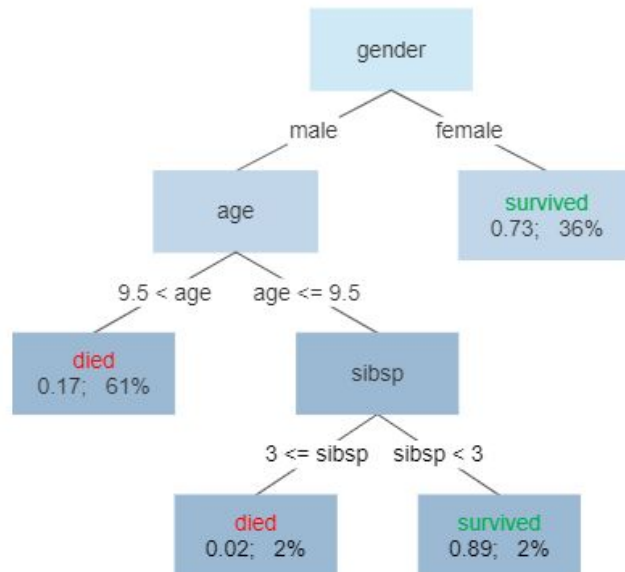 gender
male
female
age
survived
0.73;   36%
9.5 < age
age <= 9.5
died
0.17;   61%
sibsp
3 <= sibsp
sibsp < 3
died
0.02;   2%
survived
0.89;   2%